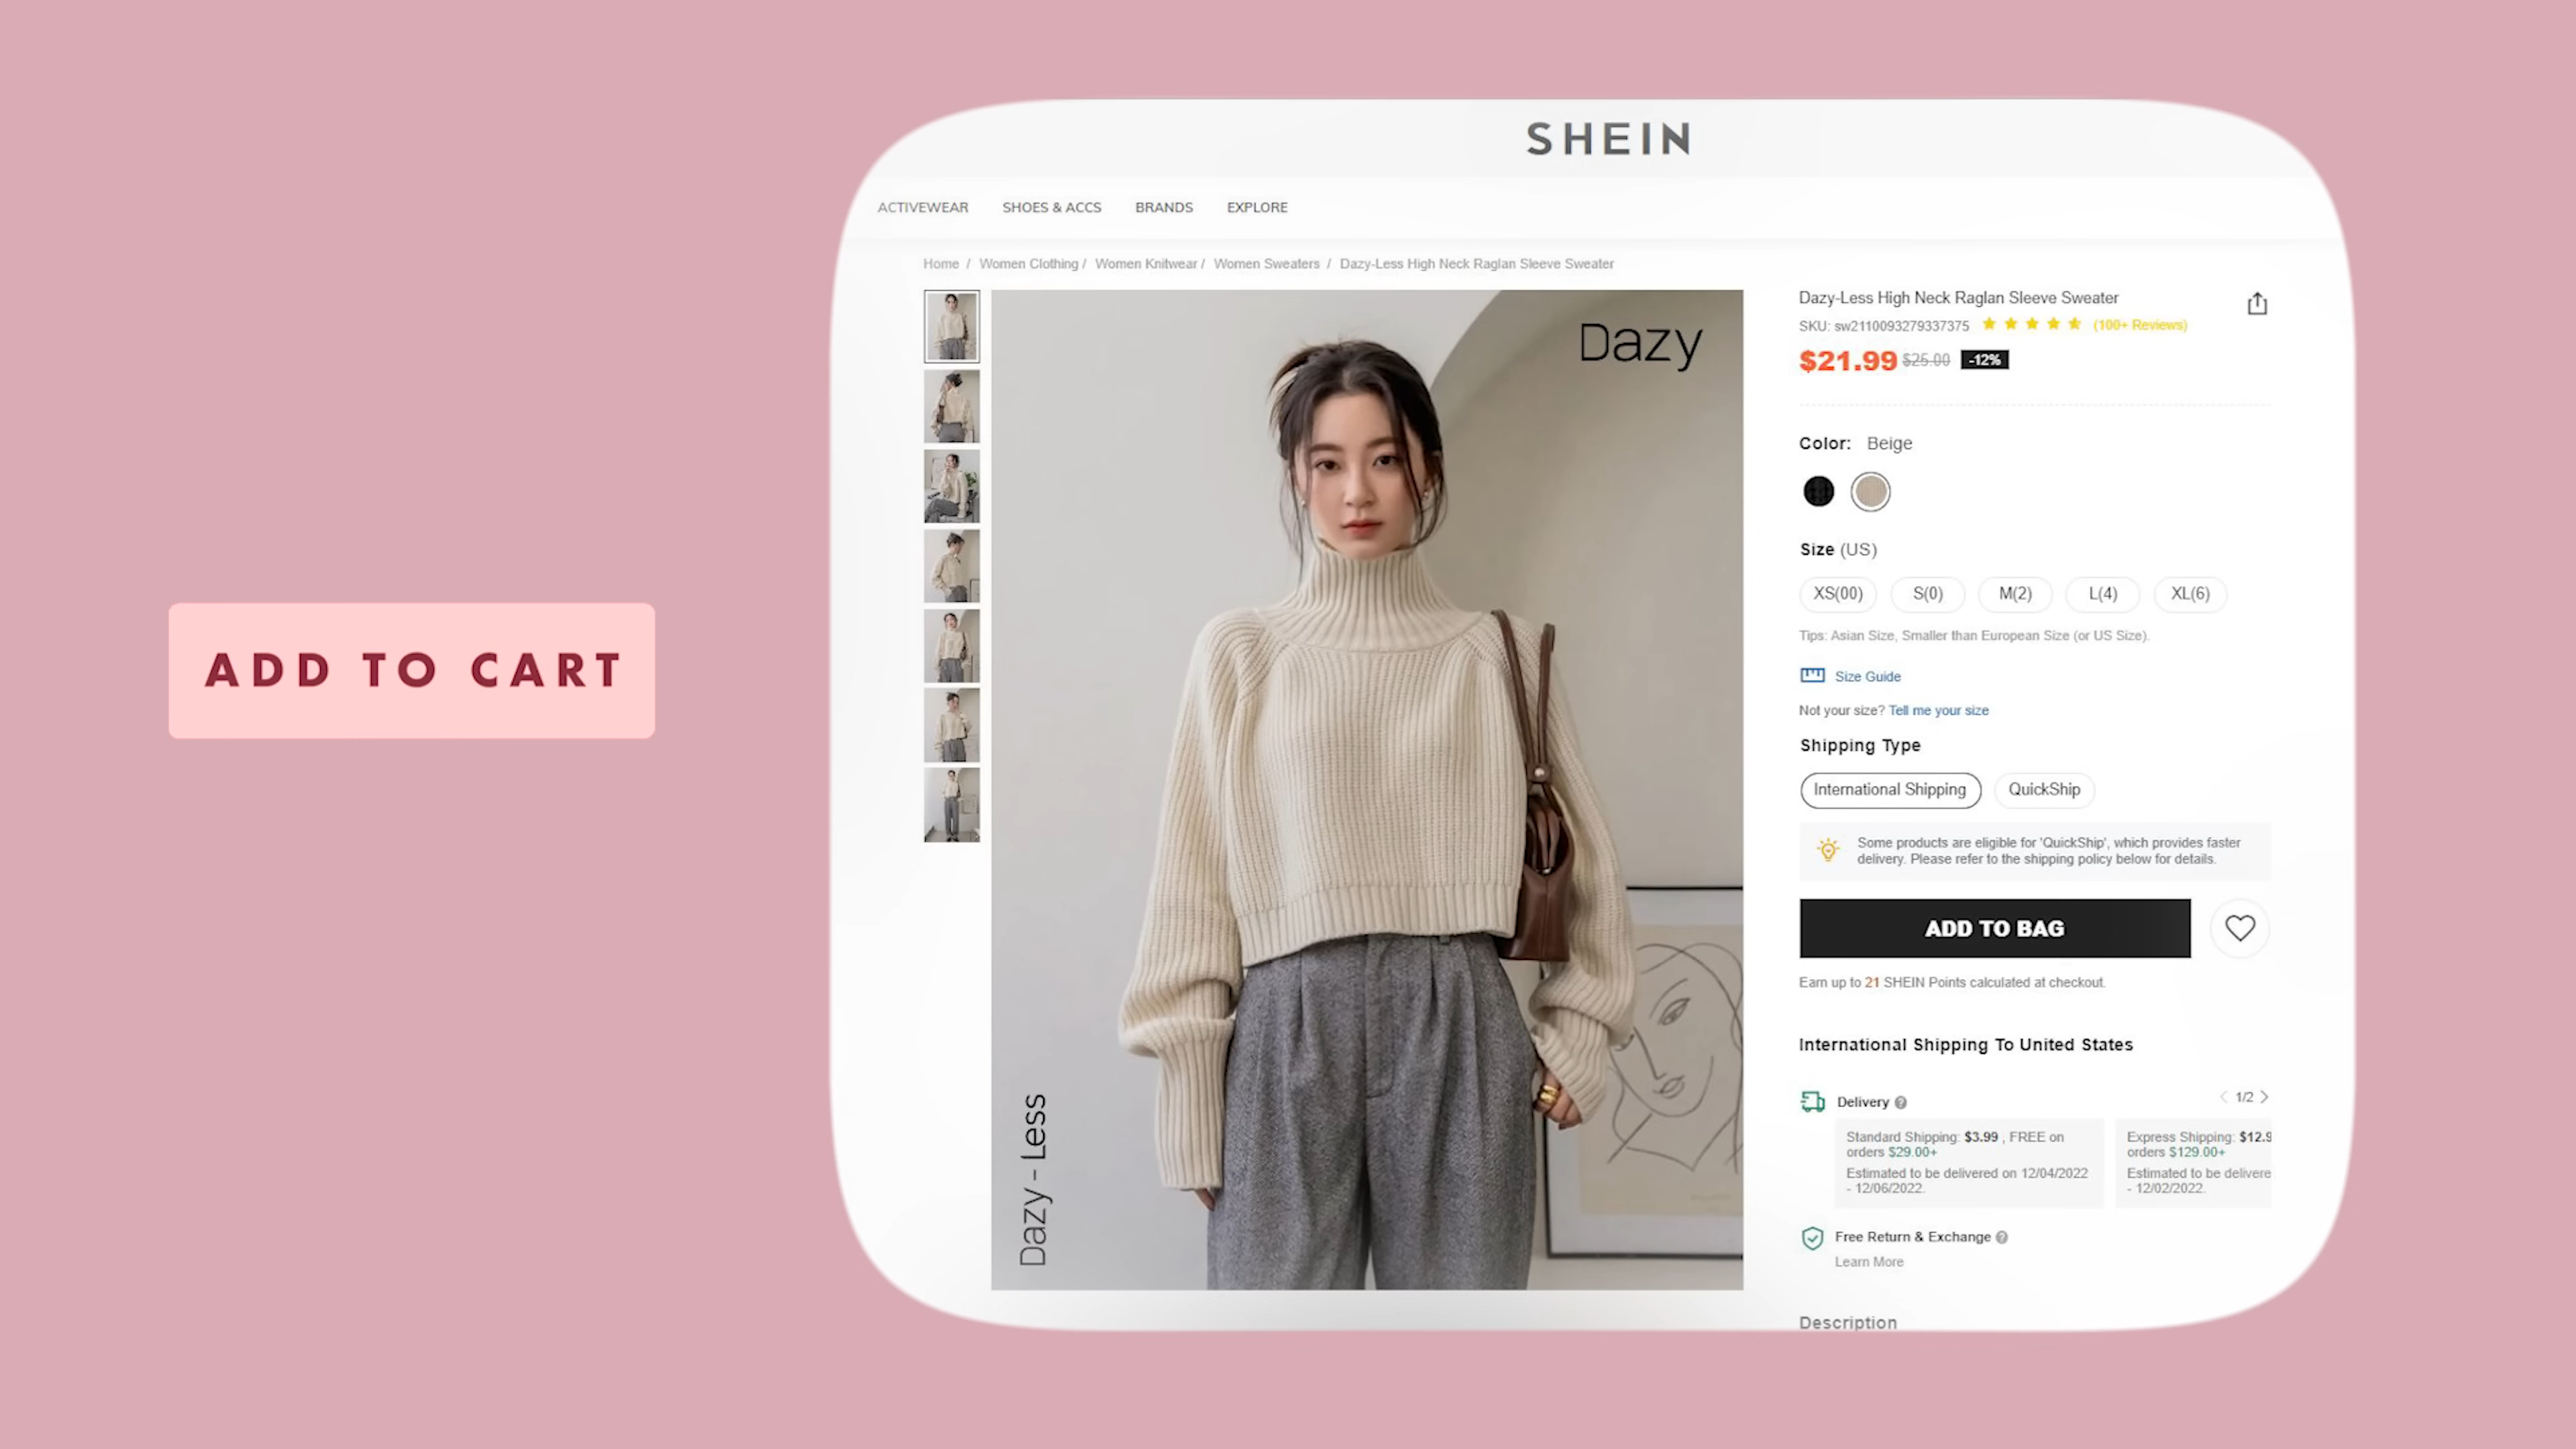 ADD TO CART
SHEIN
ACTIVEWEAR SHOES & ACCS BRANDS EXPLORE
Home / Women Clothing / Women Knitwear / Women Sweaters / Dazy-Less High Neck Raglan Sleeve Sweater
Dazy
Dazy - Less
Dazy-Less High Neck Raglan Sleeve Sweater
SKU: sw2110093279337375 (100+ Reviews)
$21.99 $25.00 -12%
Color: Beige
Size (US)
XS(00) S(0) M(2) L(4) XL(6)
Tips: Asian Size, Smaller than European Size (or US Size).
Size Guide
Not your size? Tell me your size
Shipping Type
International Shipping QuickShip
Some products are eligible for 'QuickShip', which provides faster
delivery. Please refer to the shipping policy below for details.
ADD TO BAG
Earn up to 21 SHEIN Points calculated at checkout.
International Shipping To United States
Delivery ? 1/2
Standard Shipping: $3.99 , FREE on
orders $29.00+
Estimated to be delivered on 12/04/2022
- 12/06/2022.
Express Shipping: $12.9
orders $129.00+
Estimated to be delivere
- 12/02/2022.
Free Return & Exchange ?
Learn More
Description